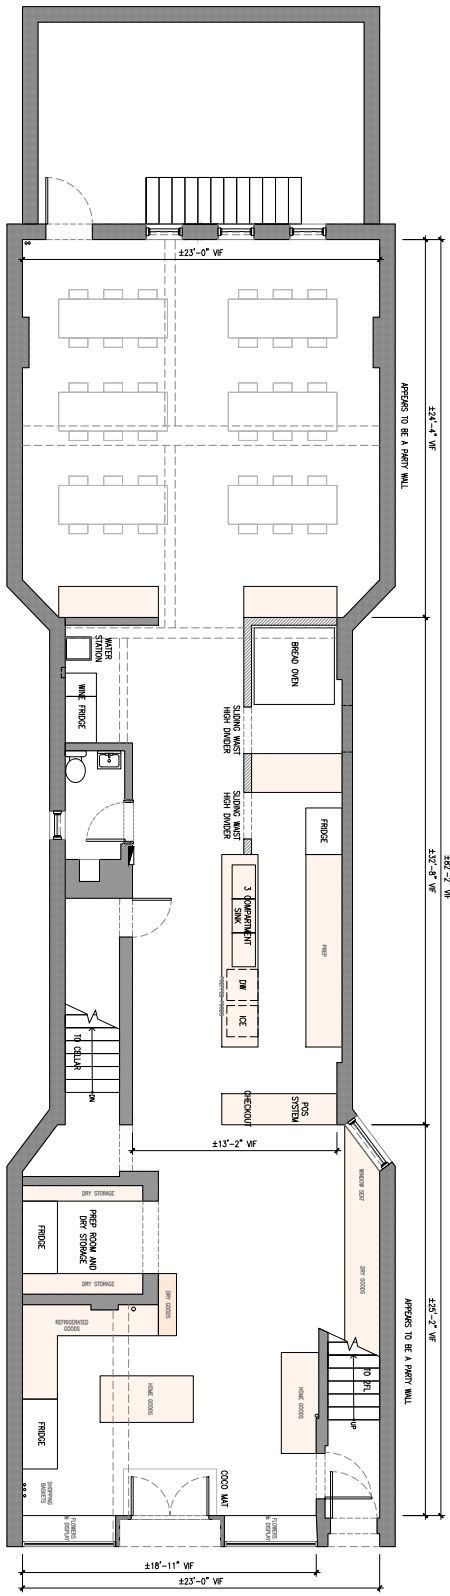 ±23'-0" VIF
±24'-4" VIF
APPEARS TO BE A PARTY WALL
±82'-2" VIF
WATER
STATION
BREAD OVEN
WINE FRIDGE
SLIDING WAIST
HIGH DIVIDER
SLIDING WAIST
HIGH DIVIDER
FRIDGE
±32'-8" VIF
3 COMPARTMENT
SINK
PREP
DW
ICE
TO CELLAR
DN
CHECKOUT
POS
SYSTEM
±13'-2" VIF
WINDOW SEAT
DRY STORAGE
FRIDGE
PREP ROOM AND
DRY STORAGE
DRY STORAGE
DRY GOODS
DRY GOODS
±25'-2" VIF
APPEARS TO BE A PARTY WALL
REFRIGERATED
GOODS
TO 2FL
UP
HOME GOODS
HOME GOODS
FRIDGE
COCO MAT
SHOPPING
BASKETS
FLOWERS
& DISPLAY
FLOWERS
& DISPLAY
±18'-11" VIF
±23'-0" VIF